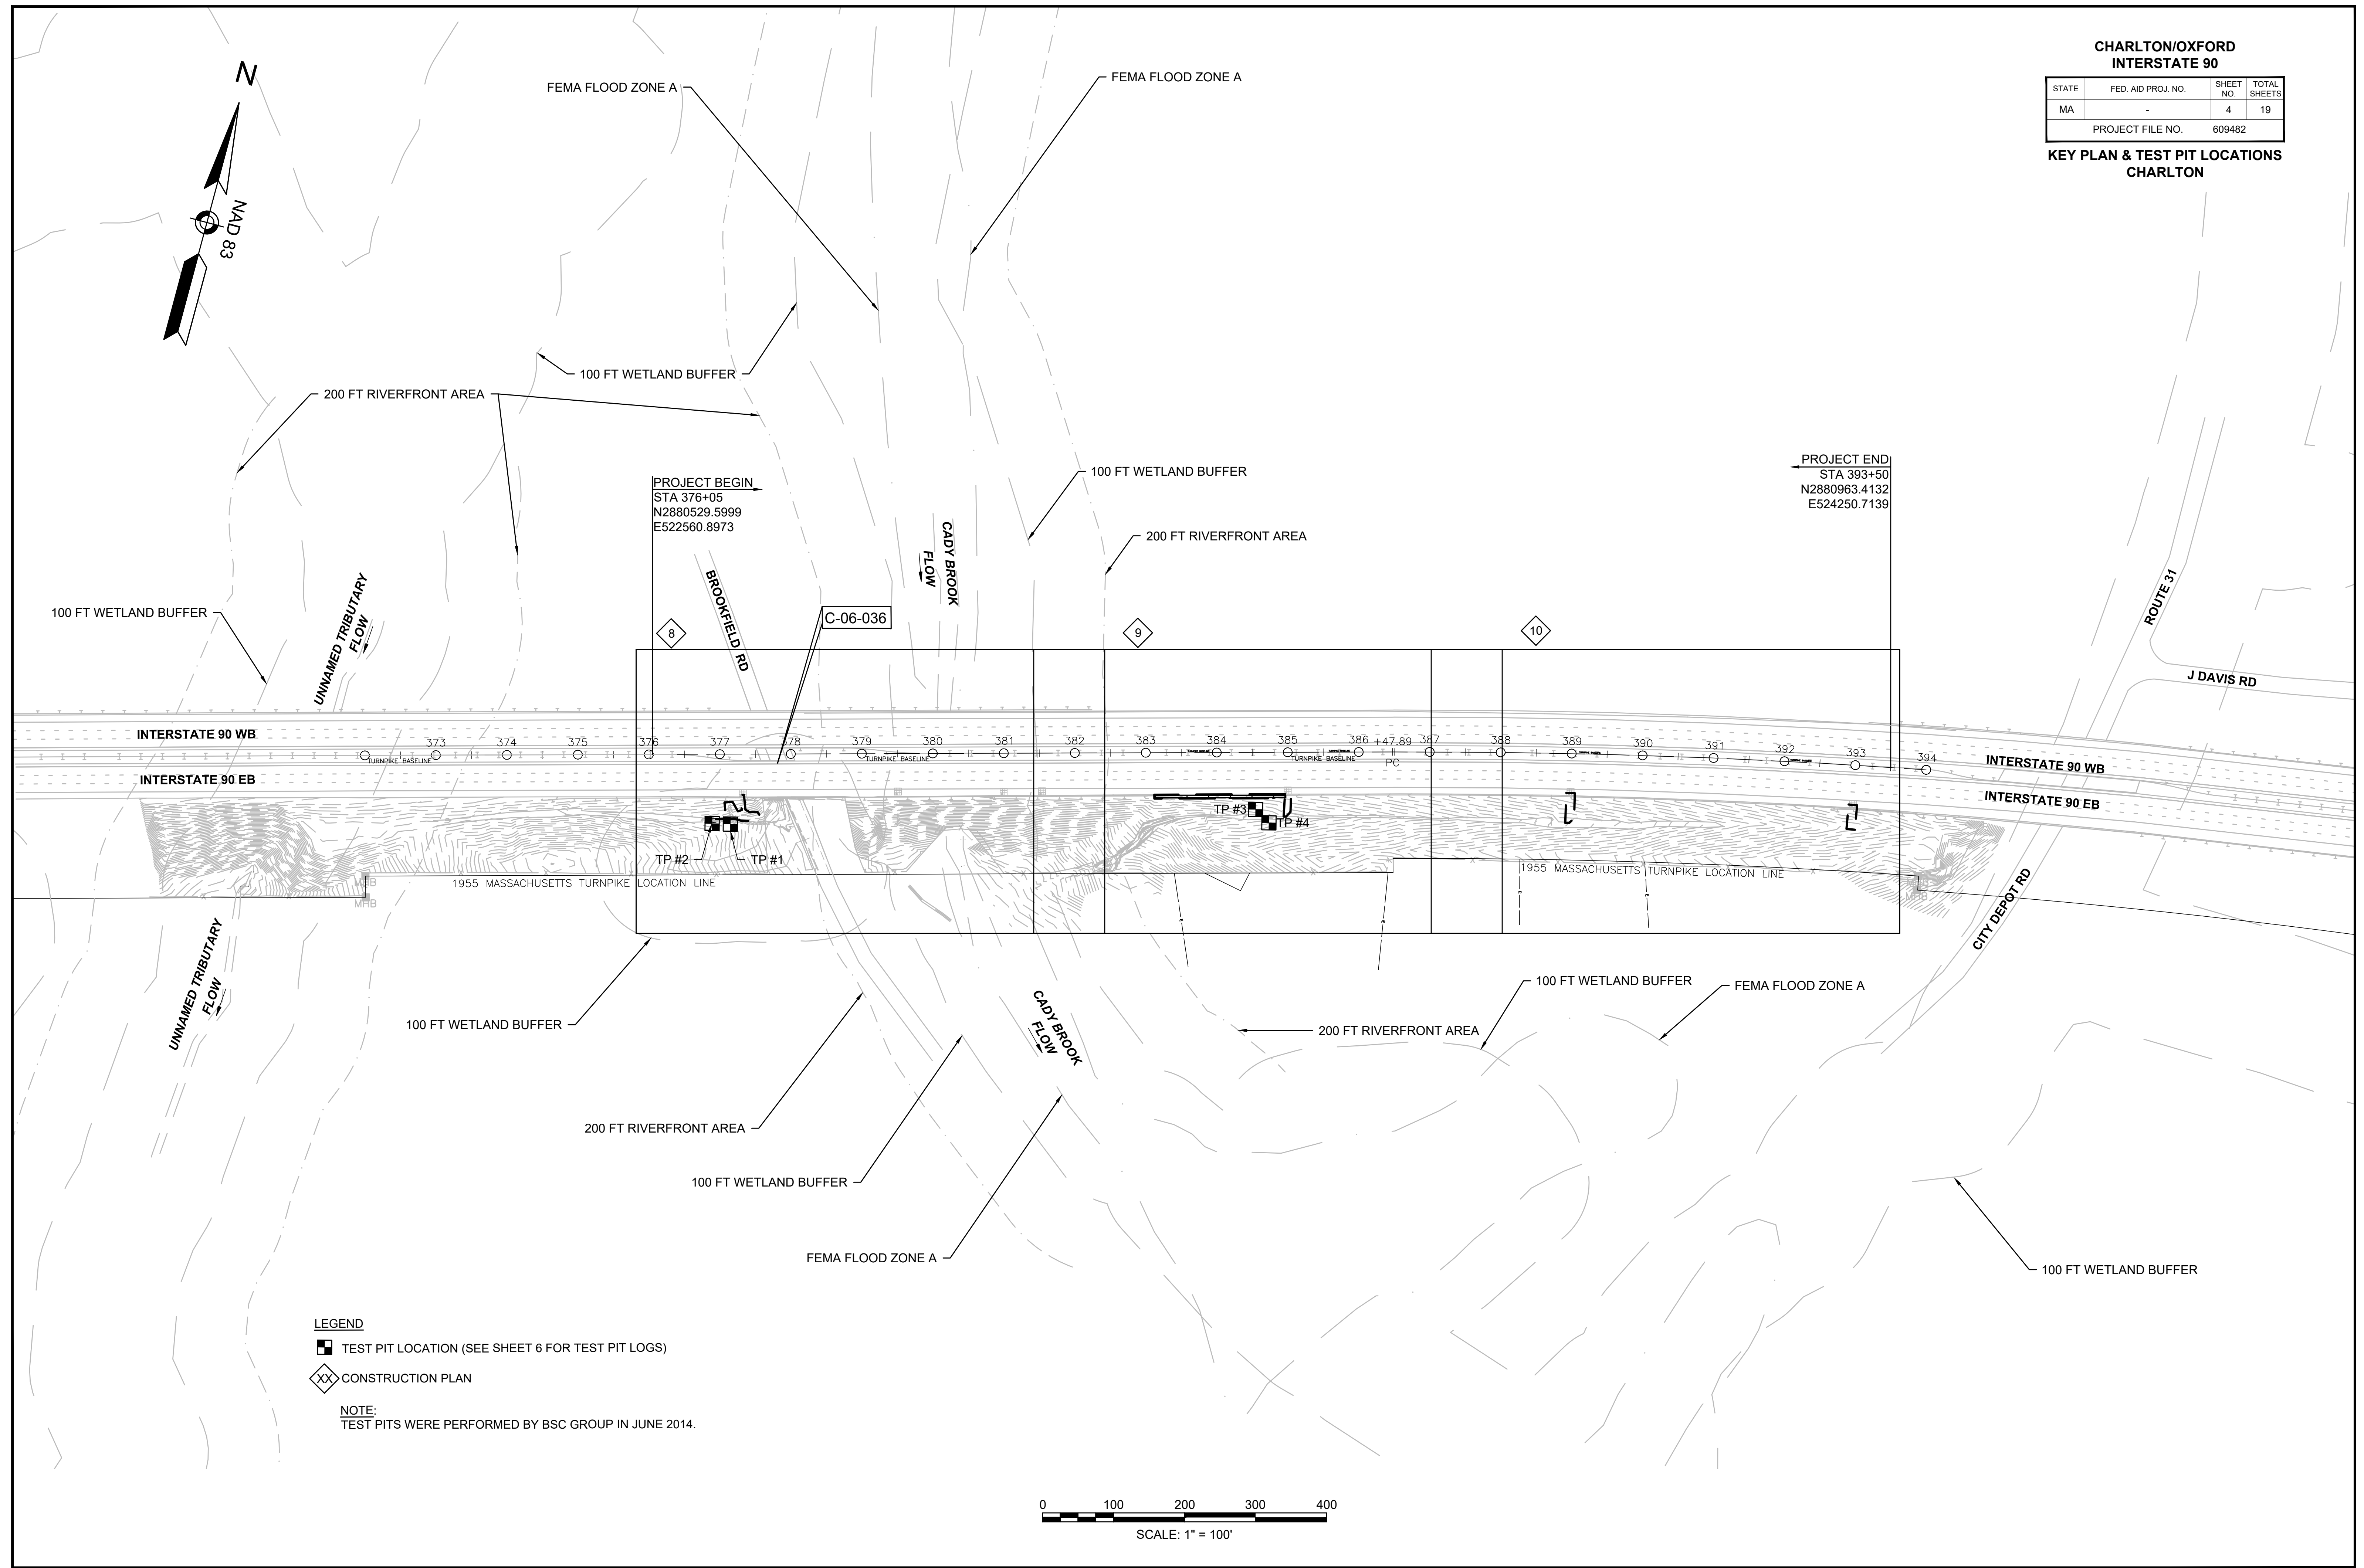 CHARLTON/OXFORD
INTERSTATE 90
STATE FED. AID PROJ. NO. SHEET NO. TOTAL SHEETS
MA - 4 19
PROJECT FILE NO. 609482
KEY PLAN & TEST PIT LOCATIONS
CHARLTON
N
NAD 83
FEMA FLOOD ZONE A
FEMA FLOOD ZONE A
100 FT WETLAND BUFFER
200 FT RIVERFRONT AREA
100 FT WETLAND BUFFER
200 FT RIVERFRONT AREA
PROJECT BEGIN
STA 376+05
N2880529.5999
E522560.8973
PROJECT END
STA 393+50
N2880963.4132
E524250.7139
CADY BROOK
FLOW
BROOKFIELD RD
C-06-036
100 FT WETLAND BUFFER
UNNAMED TRIBUTARY
FLOW
8
9
10
ROUTE 31
J DAVIS RD
INTERSTATE 90 WB
INTERSTATE 90 EB
373 374 375 376 377 378 379 380 381 382 383 384 385 386 +47.89 387 388 389 390 391 392 393 394
PC
TURNPIKE BASELINE
TURNPIKE BASELINE
TURNPIKE BASELINE
INTERSTATE 90 WB
INTERSTATE 90 EB
TP #3
TP #4
TP #2
TP #1
MHB
MHB
1955 MASSACHUSETTS TURNPIKE LOCATION LINE
1955 MASSACHUSETTS TURNPIKE LOCATION LINE
MHB
CITY DEPOT RD
UNNAMED TRIBUTARY
FLOW
100 FT WETLAND BUFFER
CADY BROOK
FLOW
100 FT WETLAND BUFFER
FEMA FLOOD ZONE A
200 FT RIVERFRONT AREA
200 FT RIVERFRONT AREA
100 FT WETLAND BUFFER
FEMA FLOOD ZONE A
100 FT WETLAND BUFFER
LEGEND
TEST PIT LOCATION (SEE SHEET 6 FOR TEST PIT LOGS)
XX CONSTRUCTION PLAN
NOTE:
TEST PITS WERE PERFORMED BY BSC GROUP IN JUNE 2014.
0 100 200 300 400
SCALE: 1" = 100'